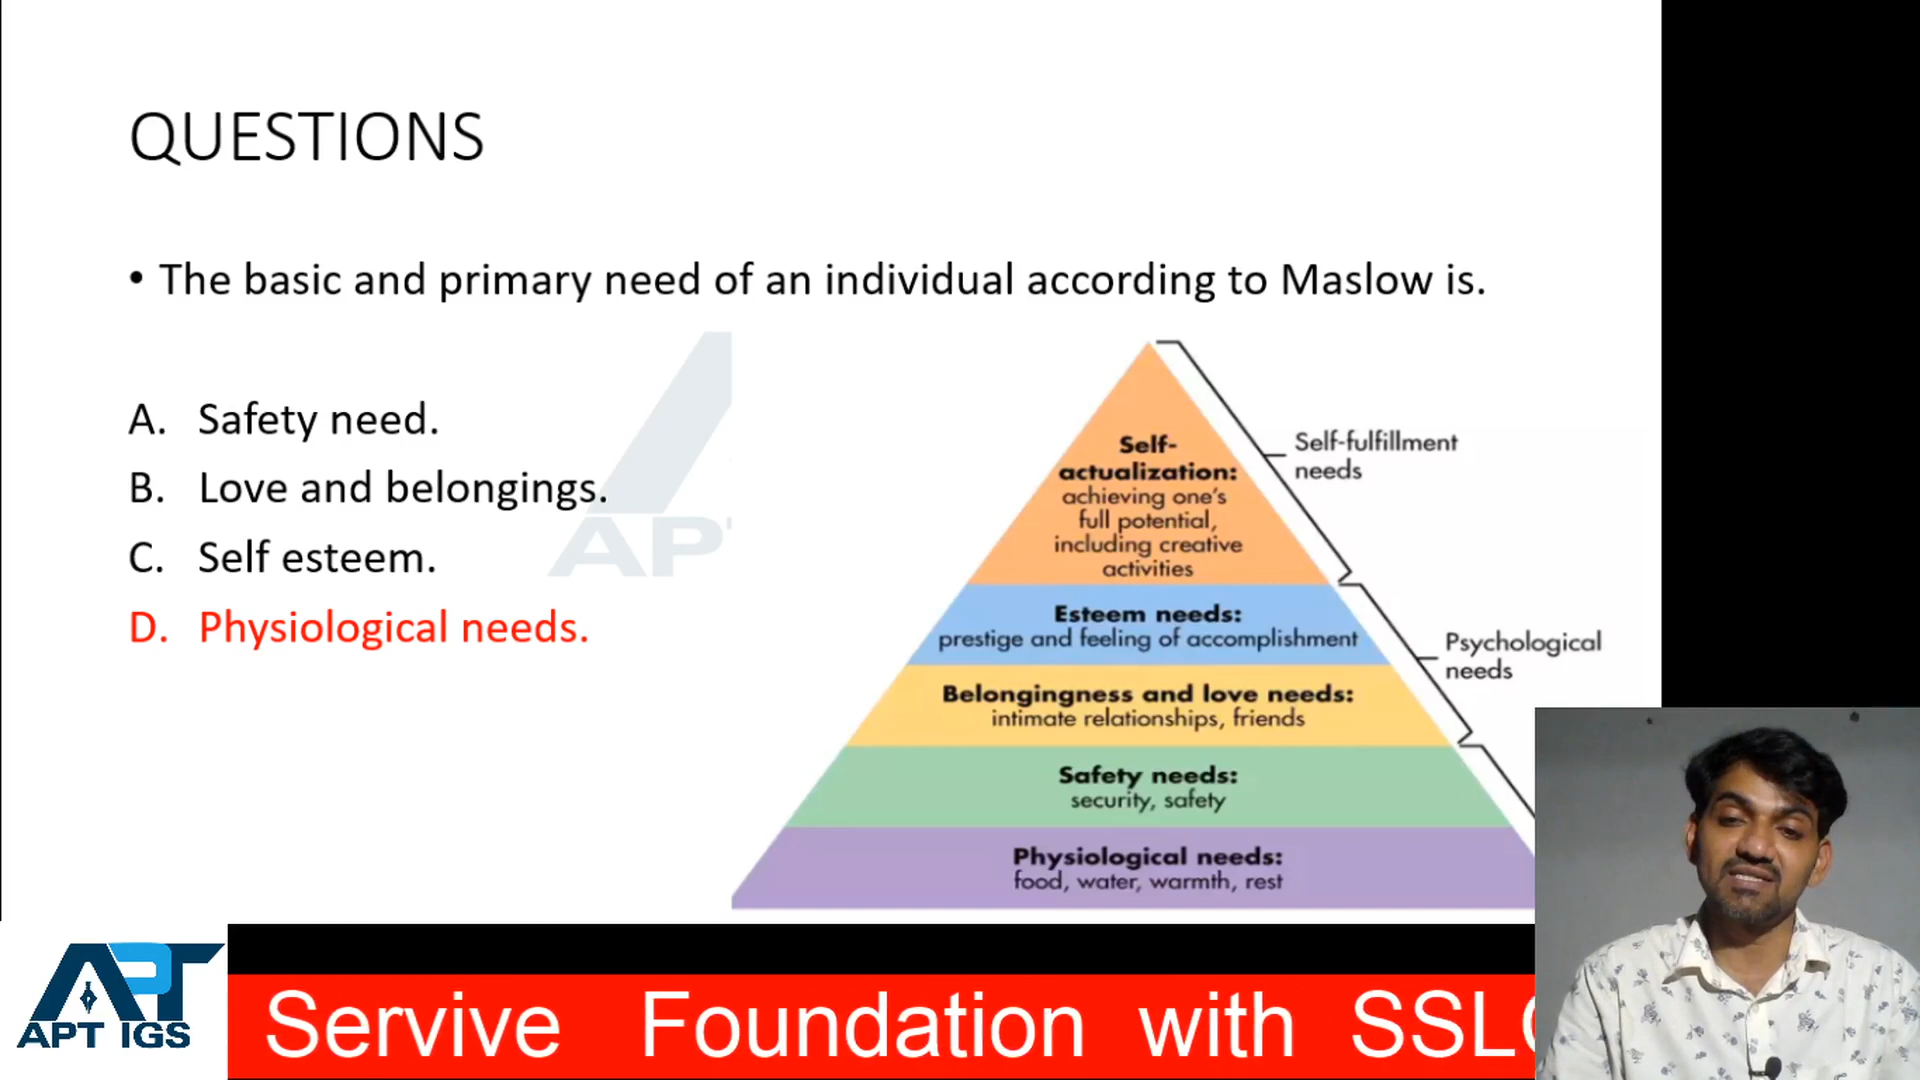 QUESTIONS
• The basic and primary need of an individual according to Maslow is.
A. Safety need.
B. Love and belongings.
C. Self esteem.
D. Physiological needs.
AP
Self-
actualization:
achieving one's
full potential,
including creative
activities
Self-fulfillment
needs
Esteem needs:
prestige and feeling of accomplishment
Psychological
needs
Belongingness and love needs:
intimate relationships, friends
Safety needs:
security, safety
Physiological needs:
food, water, warmth, rest
APT
APT IGS
Servive Foundation with SSL